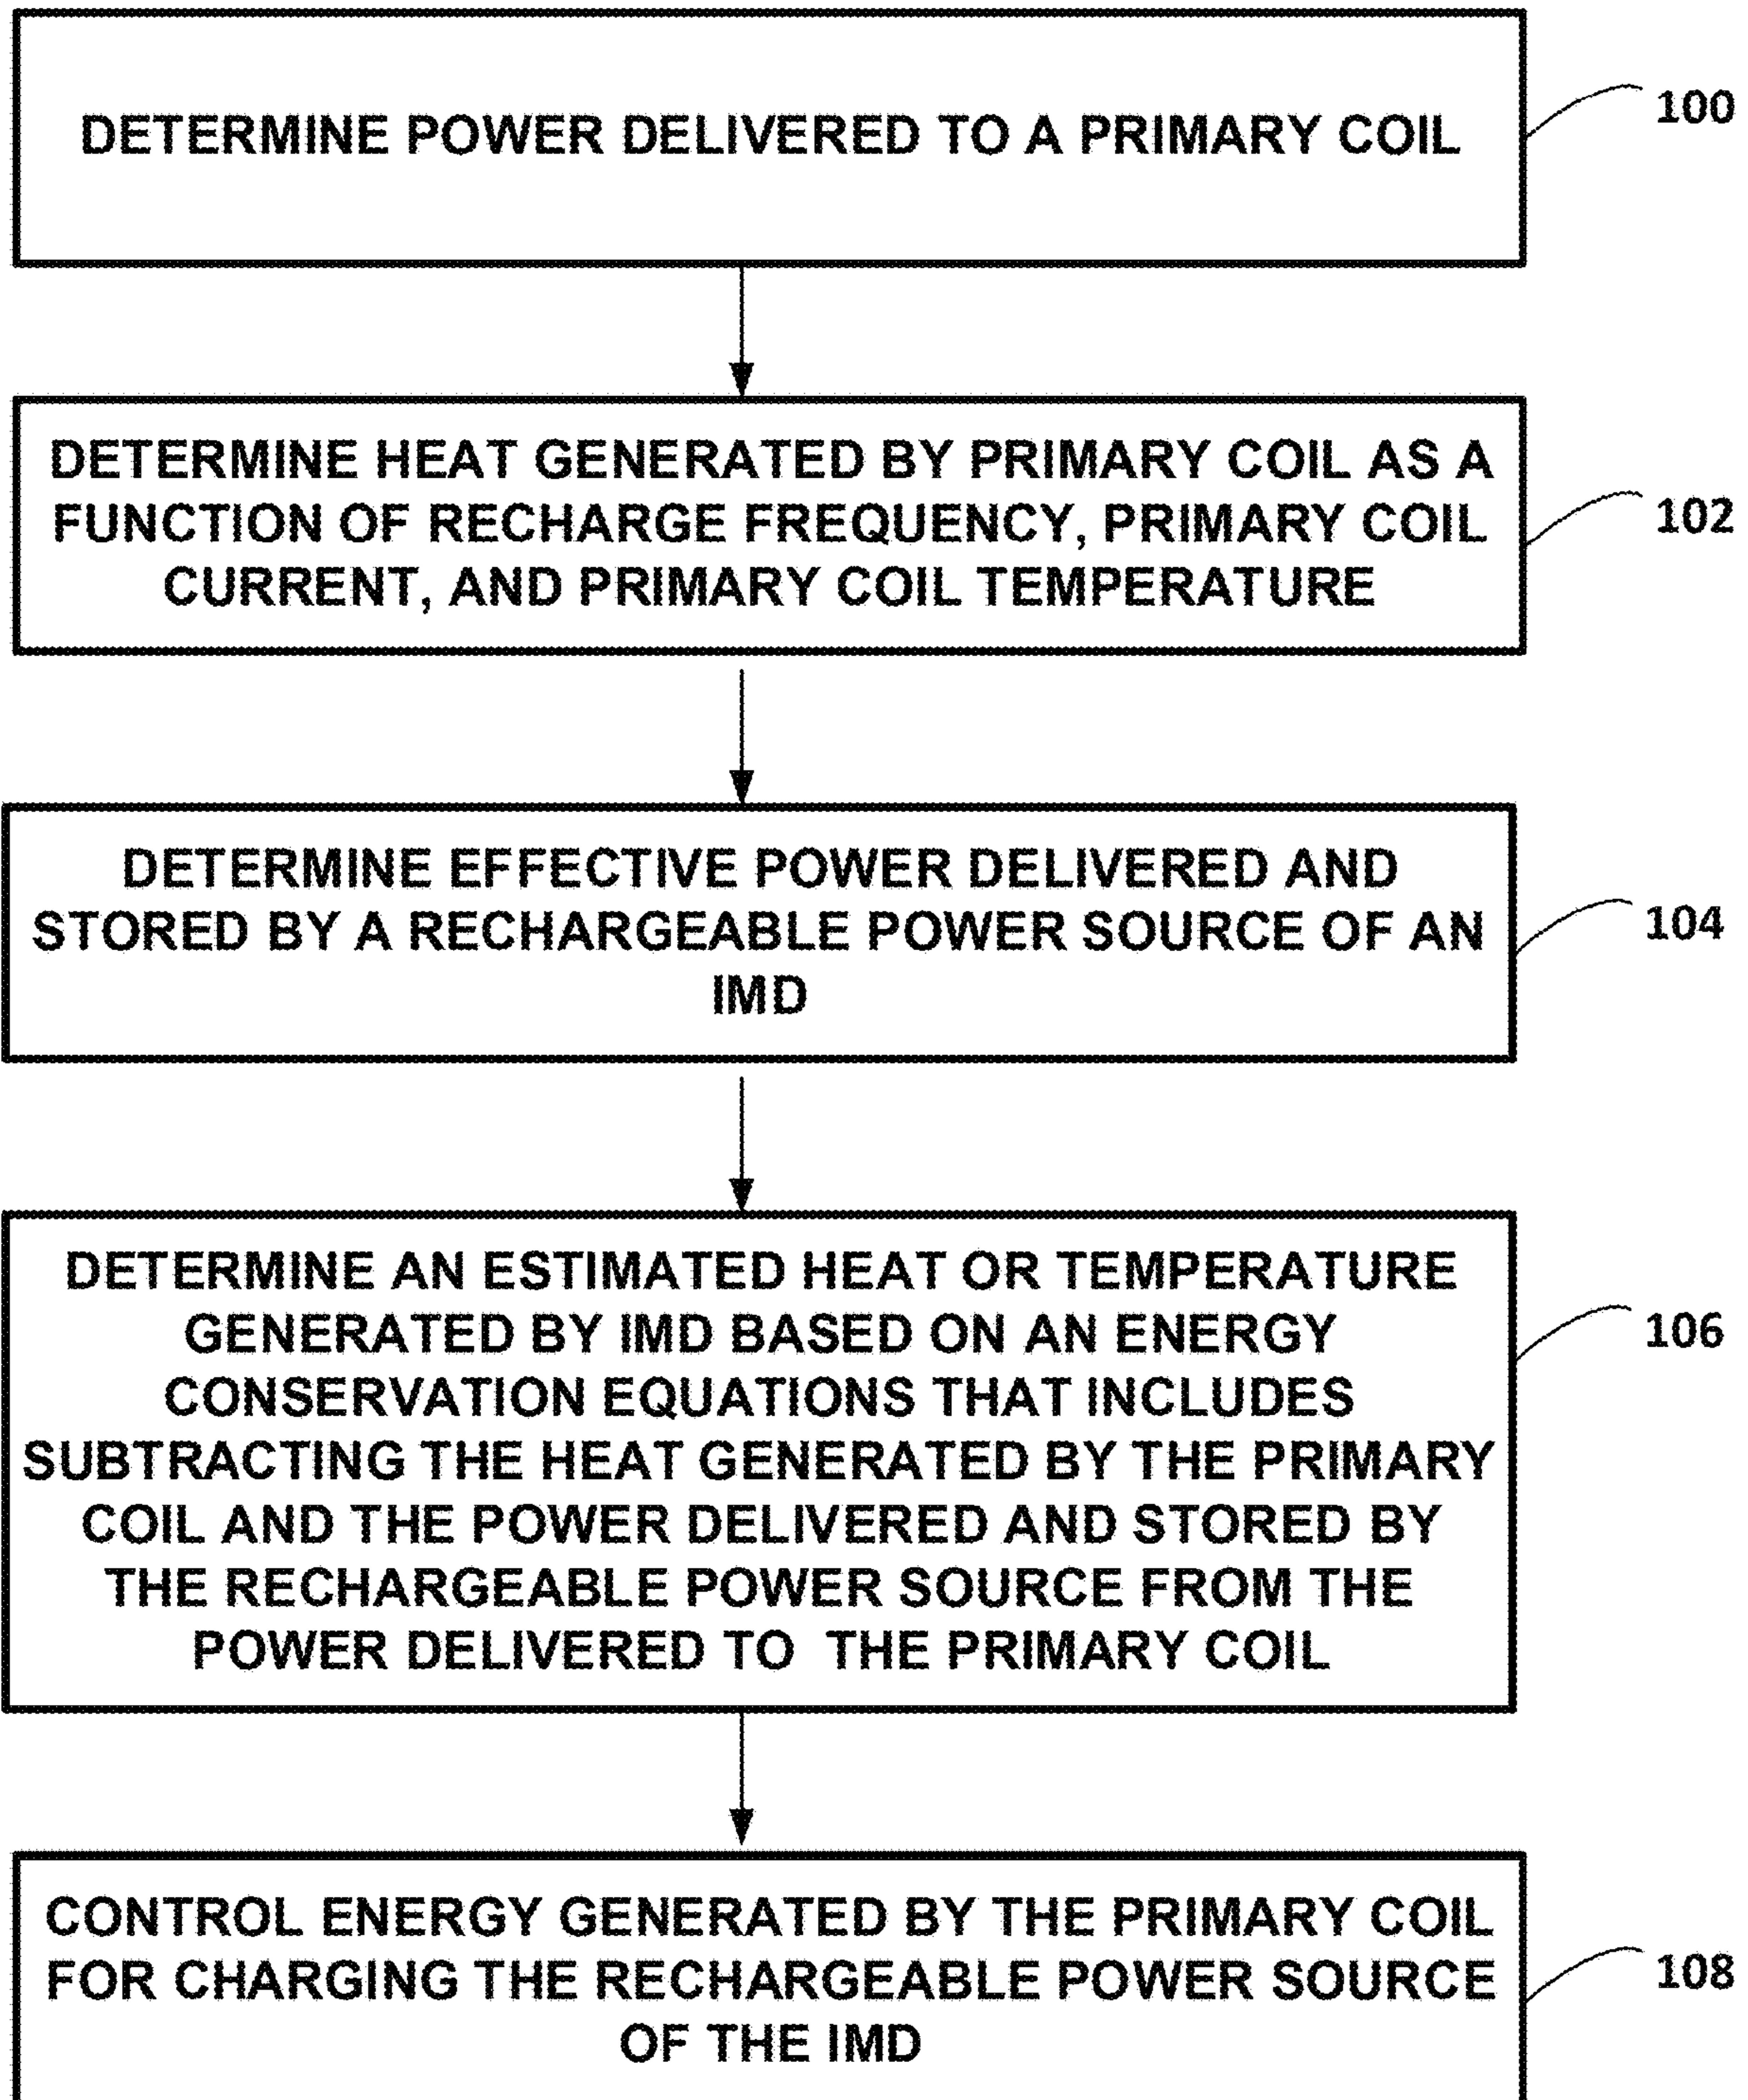 DETERMINE POWER DELIVERED TO A PRIMARY COIL
100
DETERMINE HEAT GENERATED BY PRIMARY COIL AS A
FUNCTION OF RECHARGE FREQUENCY, PRIMARY COIL
CURRENT, AND PRIMARY COIL TEMPERATURE
102
DETERMINE EFFECTIVE POWER DELIVERED AND
STORED BY A RECHARGEABLE POWER SOURCE OF AN
IMD
104
DETERMINE AN ESTIMATED HEAT OR TEMPERATURE
GENERATED BY IMD BASED ON AN ENERGY
CONSERVATION EQUATIONS THAT INCLUDES
SUBTRACTING THE HEAT GENERATED BY THE PRIMARY
COIL AND THE POWER DELIVERED AND STORED BY
THE RECHARGEABLE POWER SOURCE FROM THE
POWER DELIVERED TO THE PRIMARY COIL
106
CONTROL ENERGY GENERATED BY THE PRIMARY COIL
FOR CHARGING THE RECHARGEABLE POWER SOURCE
OF THE IMD
108